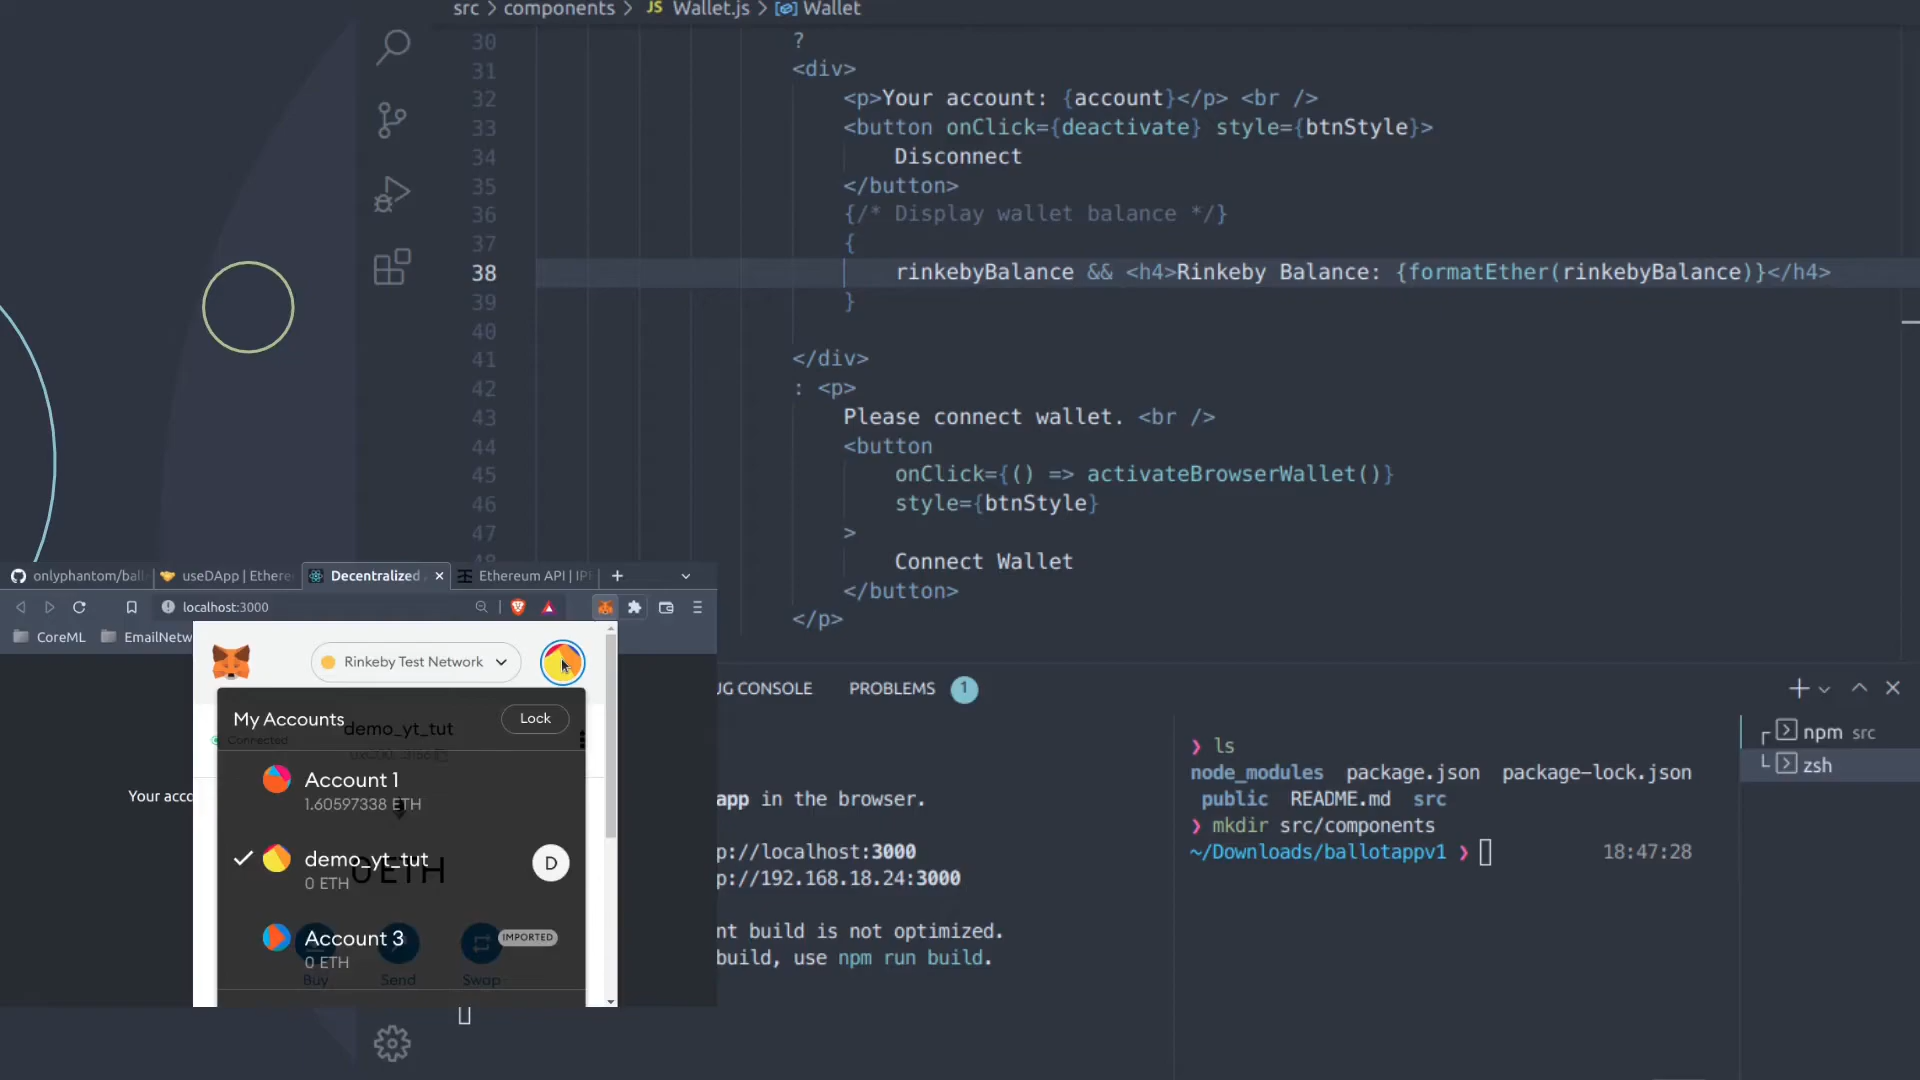 src > components > JS Wallet.js > Wallet
30 ?
31 <div>
32 <p>Your account: {account}</p> <br />
33 <button onClick={deactivate} style={btnStyle}>
34 Disconnect
35 </button>
36 {/* Display wallet balance */}
37 {
38 rinkebyBalance && <h4>Rinkeby Balance: {formatEther(rinkebyBalance)}</h4>
39 }
40
41 </div>
42 : <p>
43 Please connect wallet. <br />
44 <button
45 onClick={() => activateBrowserWallet()}
46 style={btnStyle}
47 >
48 Connect Wallet
</button>
</p>
onlyphantom/bal
useDApp | Ethere
Decentralized
Ethereum API | IP
localhost:3000
CoreML
EmailNetw
Rinkeby Test Network
My Accounts
Lock
demo_yt_tut
Connected
Account 1
1.60597338 ETH
Your acco
demo_yt_tut
0 ETH
D
0 ETH
Account 3
IMPORTED
0 ETH
Buy
Send
Swap
UG CONSOLE
PROBLEMS 1
app in the browser.
p://localhost:3000
p://192.168.18.24:3000
nt build is not optimized.
build, use npm run build.
❯ ls
node_modules package.json package-lock.json
public README.md src
❯ mkdir src/components
~/Downloads/ballotappv1 ❯ 18:47:28
npm src
zsh